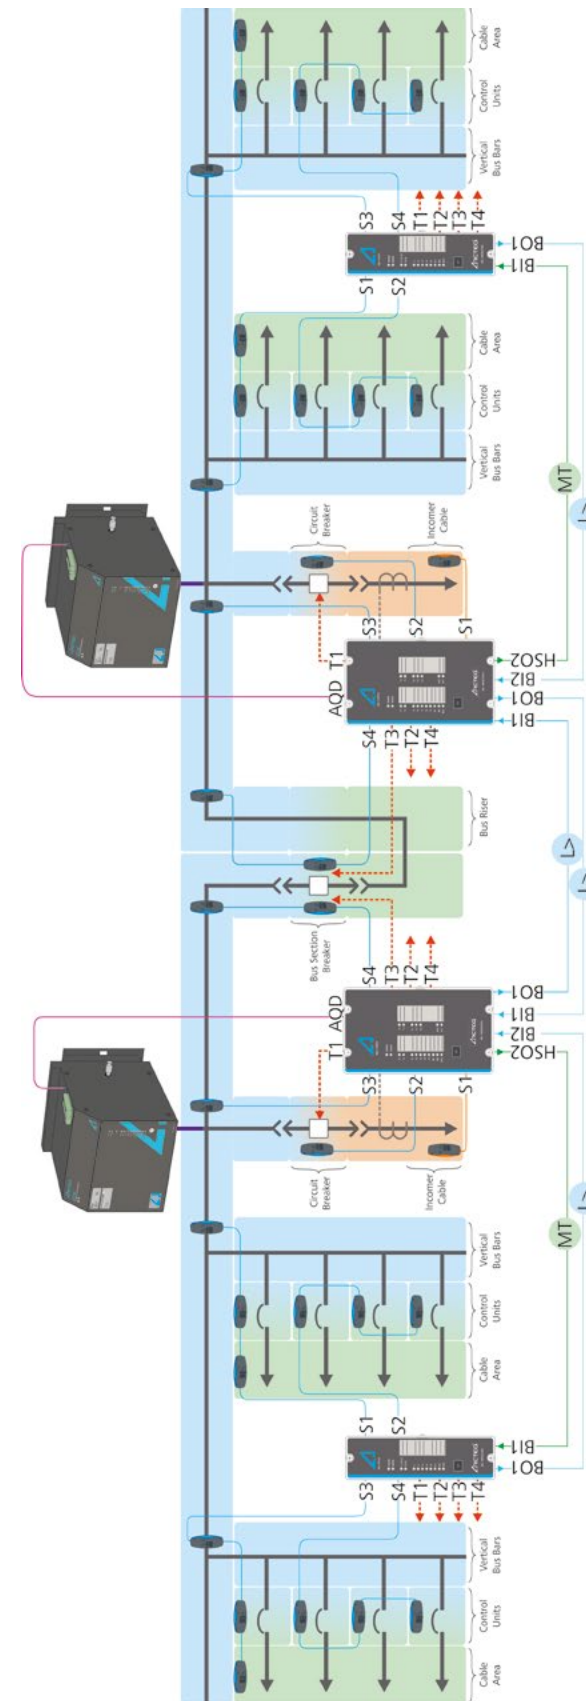 Cable
Area
Control
Units
Vertical
Bus Bars
S3
S4
T1
T2
T3
T4
BO1
BI1
S1
S2
Cable
Area
Control
Units
Vertical
Bus Bars
MT
L>
Circuit
Breaker
Incomer
Cable
S3
S2
S1
T1
AQD
HSO2
BI2
BO1
BI1
S4
T3
T2
T4
Bus Riser
L>
L>
Bus Section
Breaker
S4
T3
T2
T4
BO1
BI1
BI2
HSO2
AQD
T1
S3
S2
S1
Circuit
Breaker
Incomer
Cable
L>
MT
Vertical
Bus Bars
Control
Units
Cable
Area
S1
S2
BI1
BO1
S3
S4
T1
T2
T3
T4
Vertical
Bus Bars
Control
Units
Cable
Area